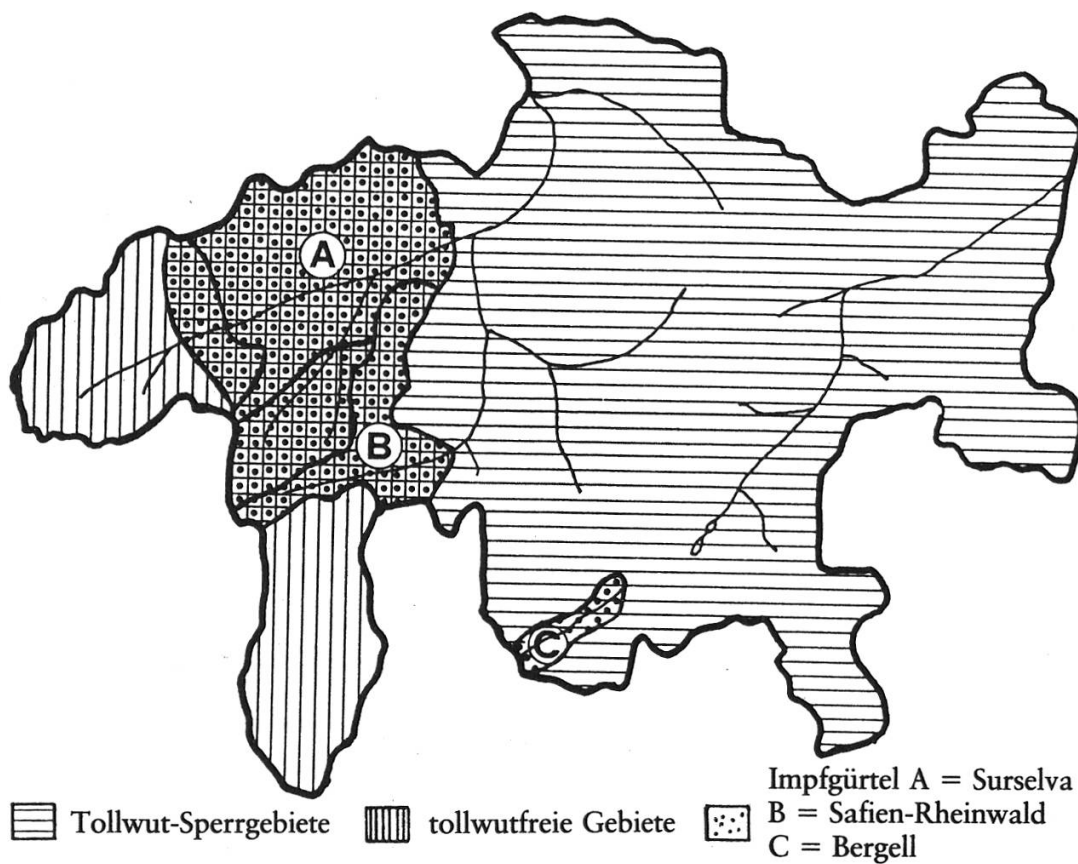 A
B
C
Tollwut-Sperrgebiete
tollwutfreie Gebiete
Impfgürtel A = Surselva
B = Safien-Rheinwald
C = Bergell